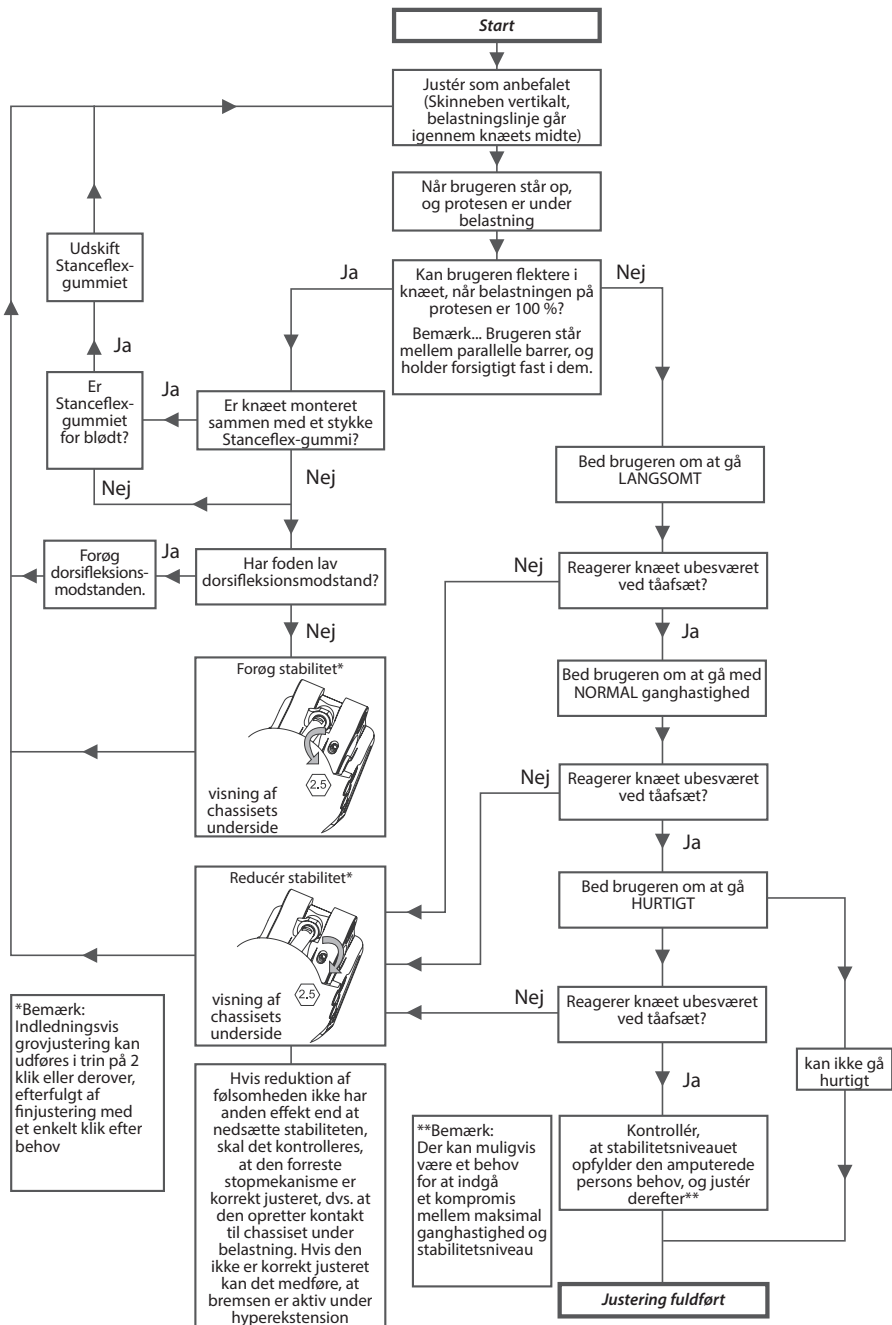 Start
Justér som anbefalet
(Skinneben vertikalt,
belastningslinje går
igennem knæets midte)
Når brugeren står op,
og protesen er under
belastning
Kan brugeren flektere i
knæet, når belastningen på
protesen er 100 %?
Bemærk... Brugeren står
mellem parallelle barrer, og
holder forsigtigt fast i dem.
Ja
Nej
Udskift
Stanceflex-
gummiet
Ja
Er
Stanceflex-
gummiet
for blødt?
Ja
Er knæet monteret
sammen med et stykke
Stanceflex-gummi?
Nej
Nej
Forøg
dorsifleksions-
modstanden.
Ja
Har foden lav
dorsifleksionsmodstand?
Nej
Forøg stabilitet*
2.5
visning af
chassisets
underside
Bed brugeren om at gå
LANGSOMT
Nej
Reagerer knæet ubesværet
ved tåafsæt?
Ja
Bed brugeren om at gå med
NORMAL ganghastighed
Nej
Reagerer knæet ubesværet
ved tåafsæt?
Ja
Bed brugeren om at gå
HURTIGT
Nej
Reagerer knæet ubesværet
ved tåafsæt?
kan ikke gå
hurtigt
Ja
Reducér stabilitet*
2.5
visning af
chassisets
underside
*Bemærk:
Indledningsvis
grovjustering kan
udføres i trin på 2
klik eller derover,
efterfulgt af
finjustering med
et enkelt klik efter
behov
Hvis reduktion af
følsomheden ikke har
anden effekt end at
nedsætte stabiliteten,
skal det kontrolleres,
at den forreste
stopmekanisme er
korrekt justeret, dvs. at
den opretter kontakt
til chassiset under
belastning. Hvis den
ikke er korrekt justeret
kan det medføre, at
bremsen er aktiv under
hyperekstension
**Bemærk:
Der kan muligvis
være et behov
for at indgå
et kompromis
mellem maksimal
ganghastighed og
stabilitetsniveau
Kontrollér,
at stabilitetsniveauet
opfylder den amputerede
persons behov, og justér
derefter**
Justering fuldført